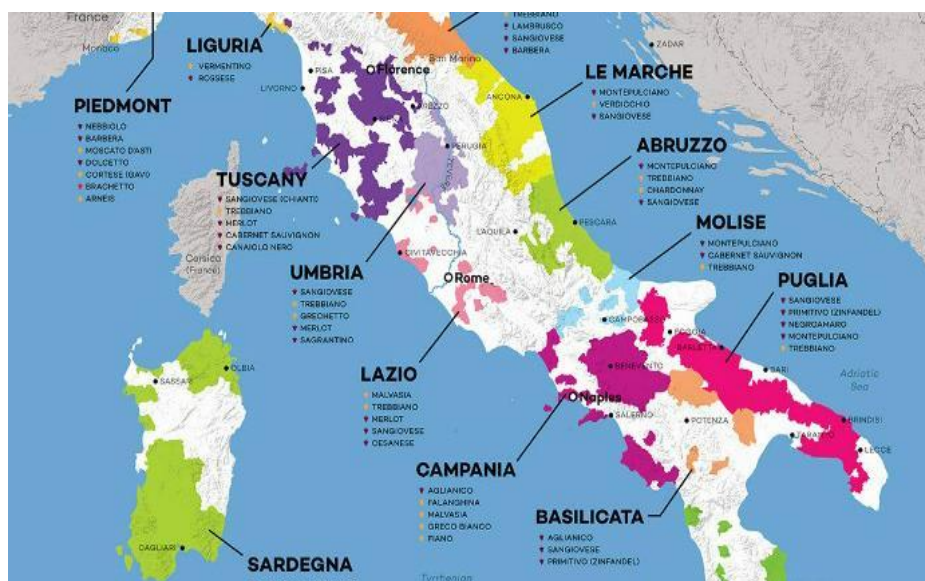 France
Monaco
LIGURIA
VERMENTINO
ROSSESE
PIEDMONT
NEBBIOLO
BARBERA
MOSCATO D'ASTI
DOLCETTO
CORTESE (GAVI)
BRACHETTO
ARNEIS
TREBBIANO
LAMBRUSCO
SANGIOVESE
BARBERA
San Marino
ZADAR
LE MARCHE
MONTEPULCIANO
VERDICCHIO
SANGIOVESE
ANCONA
PISA
Florence
LIVORNO
AREZZO
PERUGIA
TUSCANY
SANGIOVESE (CHIANTI)
TREBBIANO
MERLOT
CABERNET SAUVIGNON
CANAIOLO NERO
ABRUZZO
MONTEPULCIANO
TREBBIANO
CHARDONNAY
SANGIOVESE
PESCARA
L'AQUILA
Corsica
(France)
CIVITAVECCHIA
UMBRIA
SANGIOVESE
TREBBIANO
GRECHETTO
MERLOT
SAGRANTINO
Rome
MOLISE
MONTEPULCIANO
CABERNET SAUVIGNON
TREBBIANO
CAMPOBASSO
PUGLIA
SANGIOVESE
PRIMITIVO (ZINFANDEL)
NEGROAMARO
MONTEPULCIANO
TREBBIANO
FOGGIA
BARLETTA
BARI
Adriatic
Sea
BRINDISI
TARANTO
LECCE
OLBIA
SASSARI
LAZIO
MALVASIA
TREBBIANO
MERLOT
SANGIOVESE
CESANESE
BENEVENTO
Naples
SALERNO
POTENZA
CAMPANIA
AGLIANICO
FALANGHINA
MALVASIA
GRECO BIANCO
FIANO
BASILICATA
AGLIANICO
SANGIOVESE
PRIMITIVO (ZINFANDEL)
CAGLIARI
SARDEGNA
Tyrrhenian